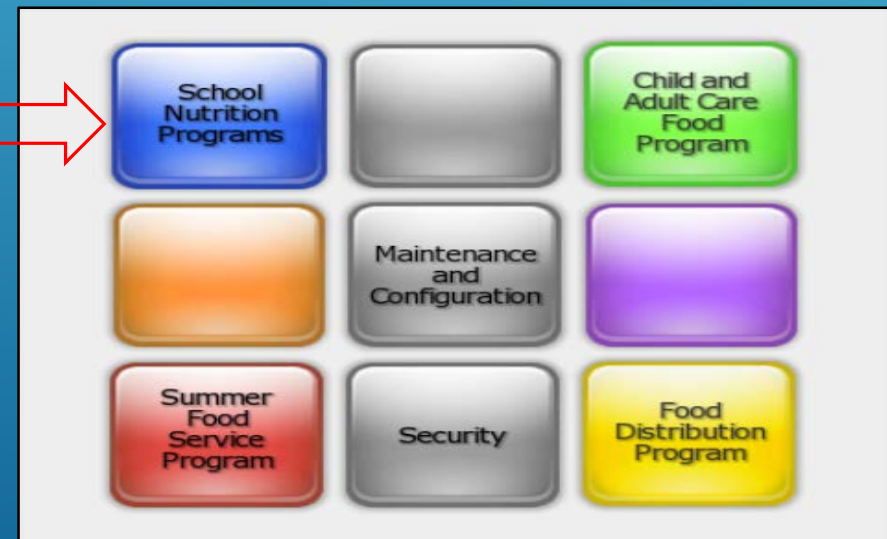 School
Nutrition
Programs
Child and
Adult Care
Food
Program
Maintenance
and
Configuration
Summer
Food
Service
Program
Security
Food
Distribution
Program